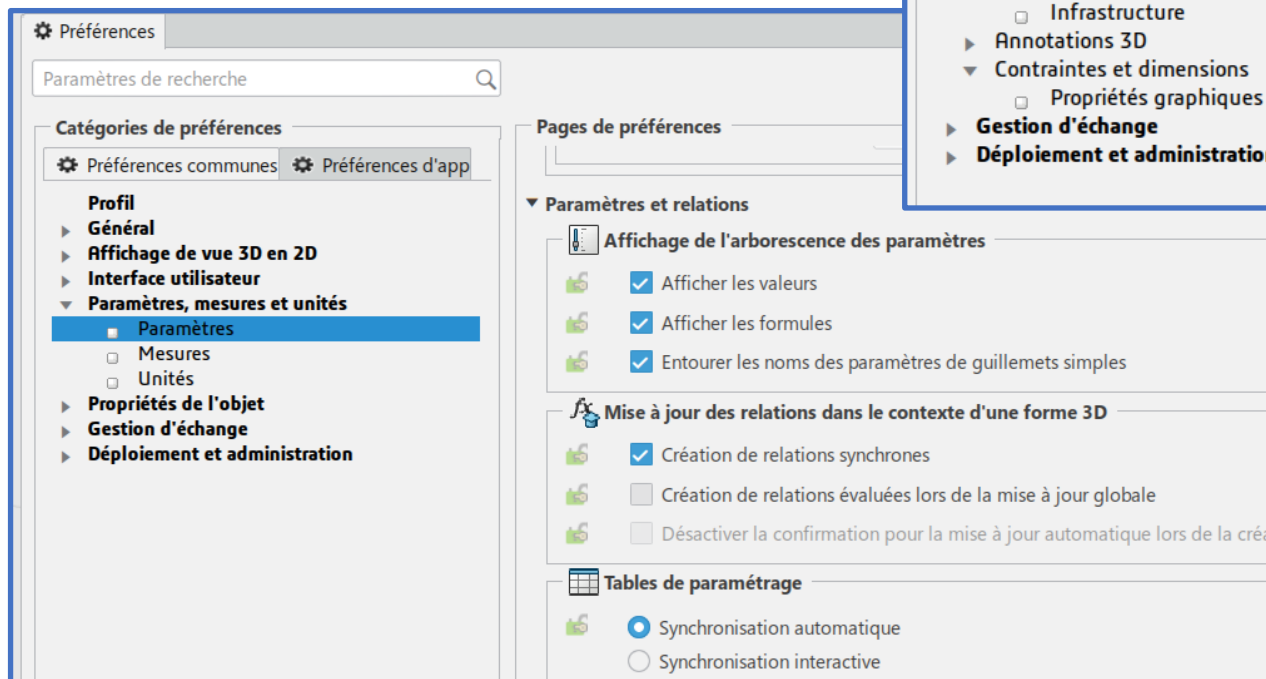 Préférences
Paramètres de recherche
Catégories de préférences
Préférences communes
Préférences d'app
Profil
Général
Affichage de vue 3D en 2D
Interface utilisateur
Paramètres, mesures et unités
Paramètres
Mesures
Unités
Propriétés de l'objet
Gestion d'échange
Déploiement et administration
Pages de préférences
Paramètres et relations
Affichage de l'arborescence des paramètres
Afficher les valeurs
Afficher les formules
Entourer les noms des paramètres de guillemets simples
Mise à jour des relations dans le contexte d'une forme 3D
Création de relations synchrones
Création de relations évaluées lors de la mise à jour globale
Désactiver la confirmation pour la mise à jour automatique lors de la
Tables de paramétrage
Synchronisation automatique
Synchronisation interactive
Infrastructure
Annotations 3D
Contraintes et dimensions
Propriétés graphiques
Gestion d'échange
Déploiement et